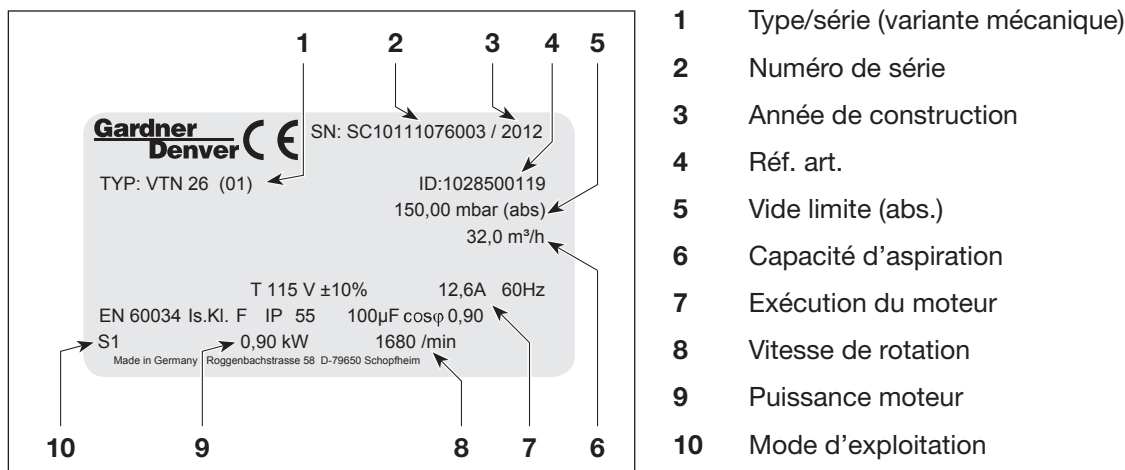 1 2 3 4 5
Gardner
Denver CE SN: SC10111076003 / 2012
TYP: VTN 26 (01) ID:1028500119
150,00 mbar (abs)
32,0 m³/h
T 115 V ±10% 12,6A 60Hz
EN 60034 Is.Kl. F IP 55 100µF cosφ 0,90
S1 0,90 kW 1680 /min
Made in Germany Roggenbachstrasse 58 D-79650 Schopfheim
10 9 8 7 6
1 Type/série (variante mécanique)
2 Numéro de série
3 Année de construction
4 Réf. art.
5 Vide limite (abs.)
6 Capacité d’aspiration
7 Exécution du moteur
8 Vitesse de rotation
9 Puissance moteur
10 Mode d’exploitation